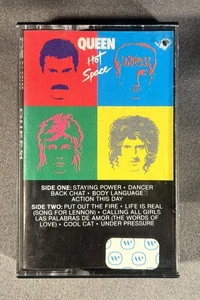 QUEEN
Hot
Space
SIDE ONE: STAYING POWER • DANCER
BACK CHAT • BODY LANGUAGE
ACTION THIS DAY
SIDE TWO: PUT OUT THE FIRE • LIFE IS REAL
(SONG FOR LENNON) • CALLING ALL GIRLS
LAS PALABRAS DE AMOR (THE WORDS OF
LOVE) • COOL CAT • UNDER PRESSURE